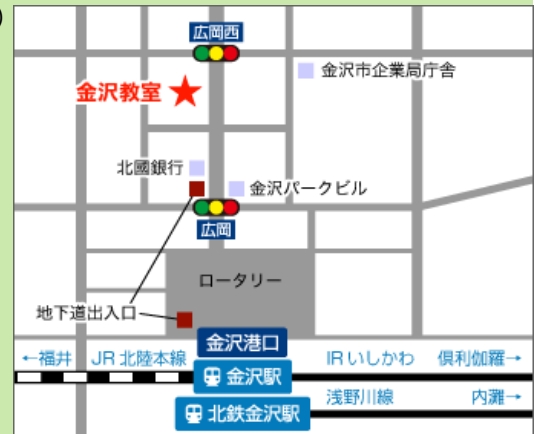 )
広岡西
金沢市企業局庁舎
金沢教室
北國銀行
金沢パークビル
広岡
ロータリー
地下道出入口
金沢港口
←福井
JR北陸本線
IRいしかわ
倶利伽羅→
金沢駅
浅野川線
内灘→
北鉄金沢駅